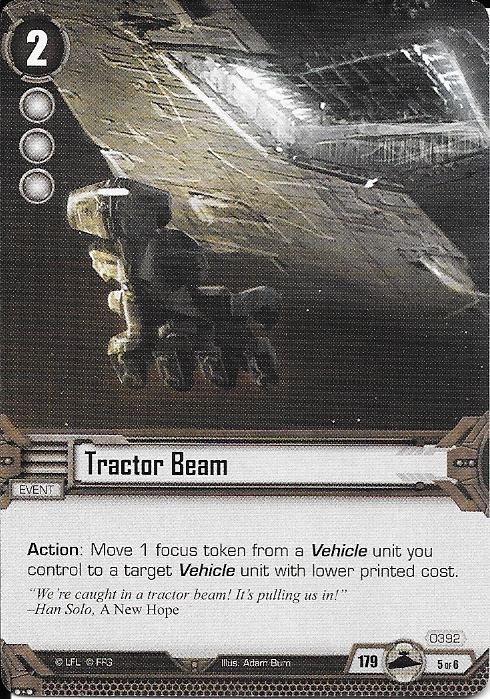 2
Tractor Beam
EVENT
Action: Move 1 focus token from a Vehicle unit you
control to a target Vehicle unit with lower printed cost.
"We're caught in a tractor beam! It's pulling us in!"
–Han Solo, A New Hope
0392
© LFL © FFG
Illus. Adam Burn
179
5 OF 6